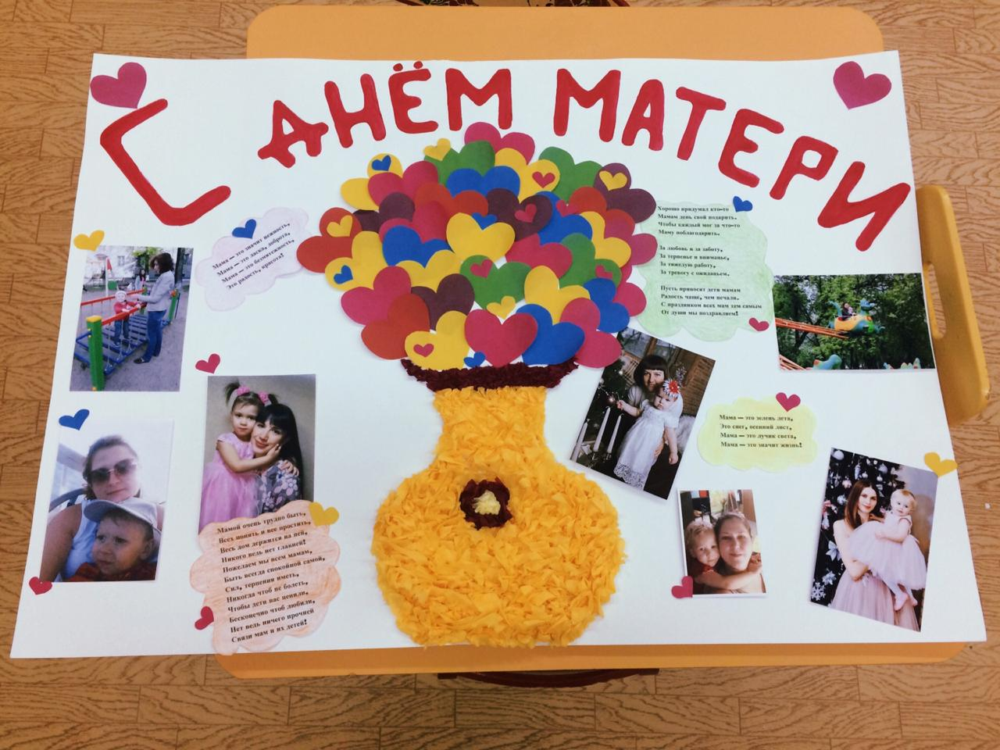 С ДНЁМ МАТЕРИ
Мама — это значит нежность,
Мама — это ласка, доброта,
Мама — это безмятежность,
Это радость, красота!
Хорошо придумал кто-то
Мамам день свой подарить.
Чтобы каждый мог за что-то
Маму поблагодарить.
За любовь и за заботу,
За терпенье и вниманье,
За тяжелую работу,
За тревогу с ожиданьем.
Пусть приносят дети мамам
Радость чаще, чем печали.
С праздником всех мам тем самым
От души мы поздравляем!
Мама — это зелень лета,
Это снег, осенний лист,
Мама — это лучик света,
Мама — это значит жизнь!
Мамой очень трудно быть,
Всех понять и все простить,
Весь дом держится на ней,
Никого ведь нет главней!
Пожелаем мы всем мамам,
Быть всегда спокойной самой,
Сил, терпения иметь,
Никогда чтоб не болеть,
Чтобы дети вас ценили,
Бесконечно чтоб любили,
Нет ведь ничего прочней
Связи мам и их детей!